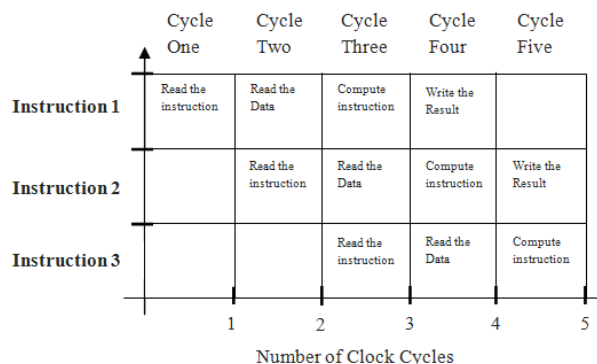 Cycle One
Cycle Two
Cycle Three
Cycle Four
Cycle Five
Instruction 1
Read the instruction
Read the Data
Compute instruction
Write the Result
Instruction 2
Read the instruction
Read the Data
Compute instruction
Write the Result
Instruction 3
Read the instruction
Read the Data
Compute instruction
1 2 3 4 5
Number of Clock Cycles